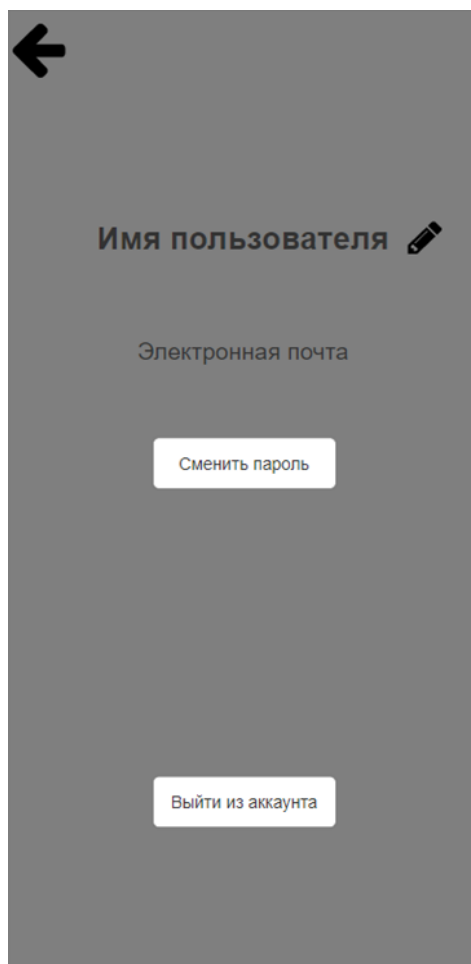 Имя пользователя
Электронная почта
Сменить пароль
Выйти из аккаунта